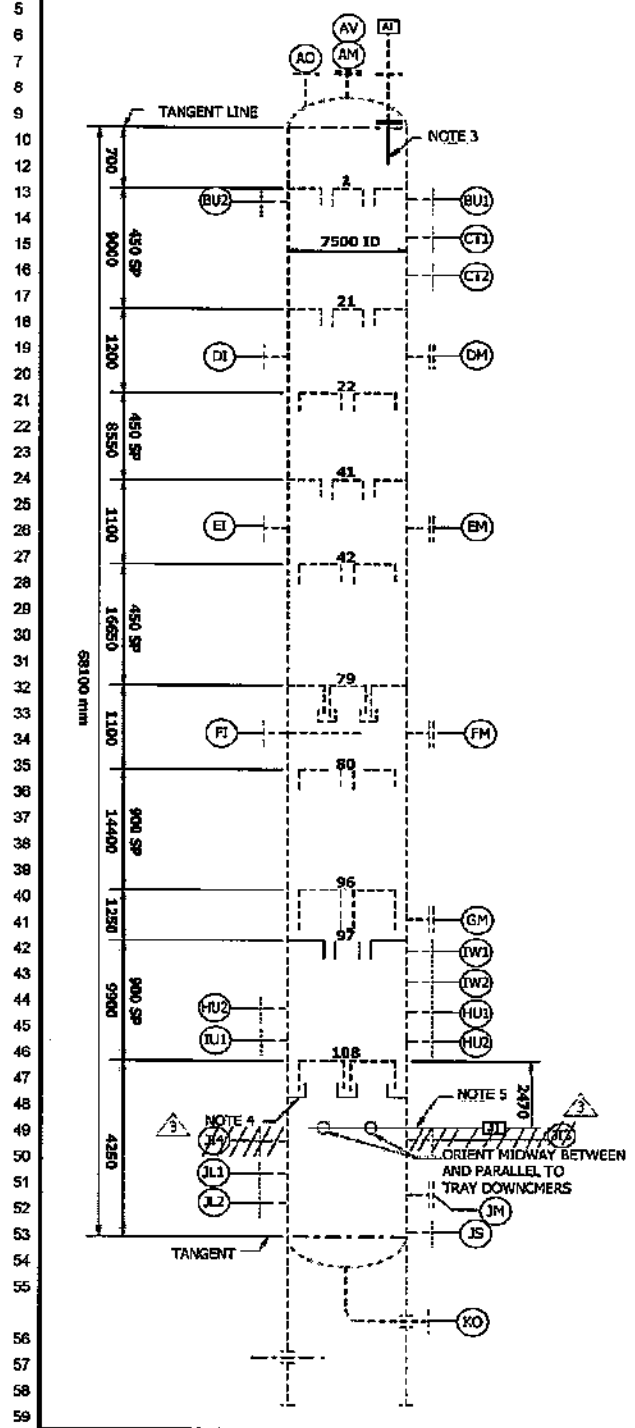 5
6 AV AI
7 AO AM
8
9 TANGENT LINE
10 NOTE 3
12 700
13 2
14 BU2 BU1
15 7500 ID CT1
16 9000 450 SP CT2
17
18 21
19 1200 DI DM
20
21 22
22 8550 450 SP
23
24 41
25
26 1100 EI EM
27 42
28
29
30 16650 450 SP
31 68100 mm
32 79
33
34 1100 FI FM
35 80
36
37 14400 900 SP
38
39
40 96
41 1250 GM
42 97 IW1
43 IW2
44 9900 900 SP HU2 HU1
45 IU1 HU2
46 108
47 2470
48 NOTE 4 NOTE 5 3
49 3 JI
50 4250 ORIENT MIDWAY BETWEEN
51 JL1 AND PARALLEL TO
52 JL2 TRAY DOWNCMERS
JM
53 JS
54 TANGENT
55
56 KO
57
58
59